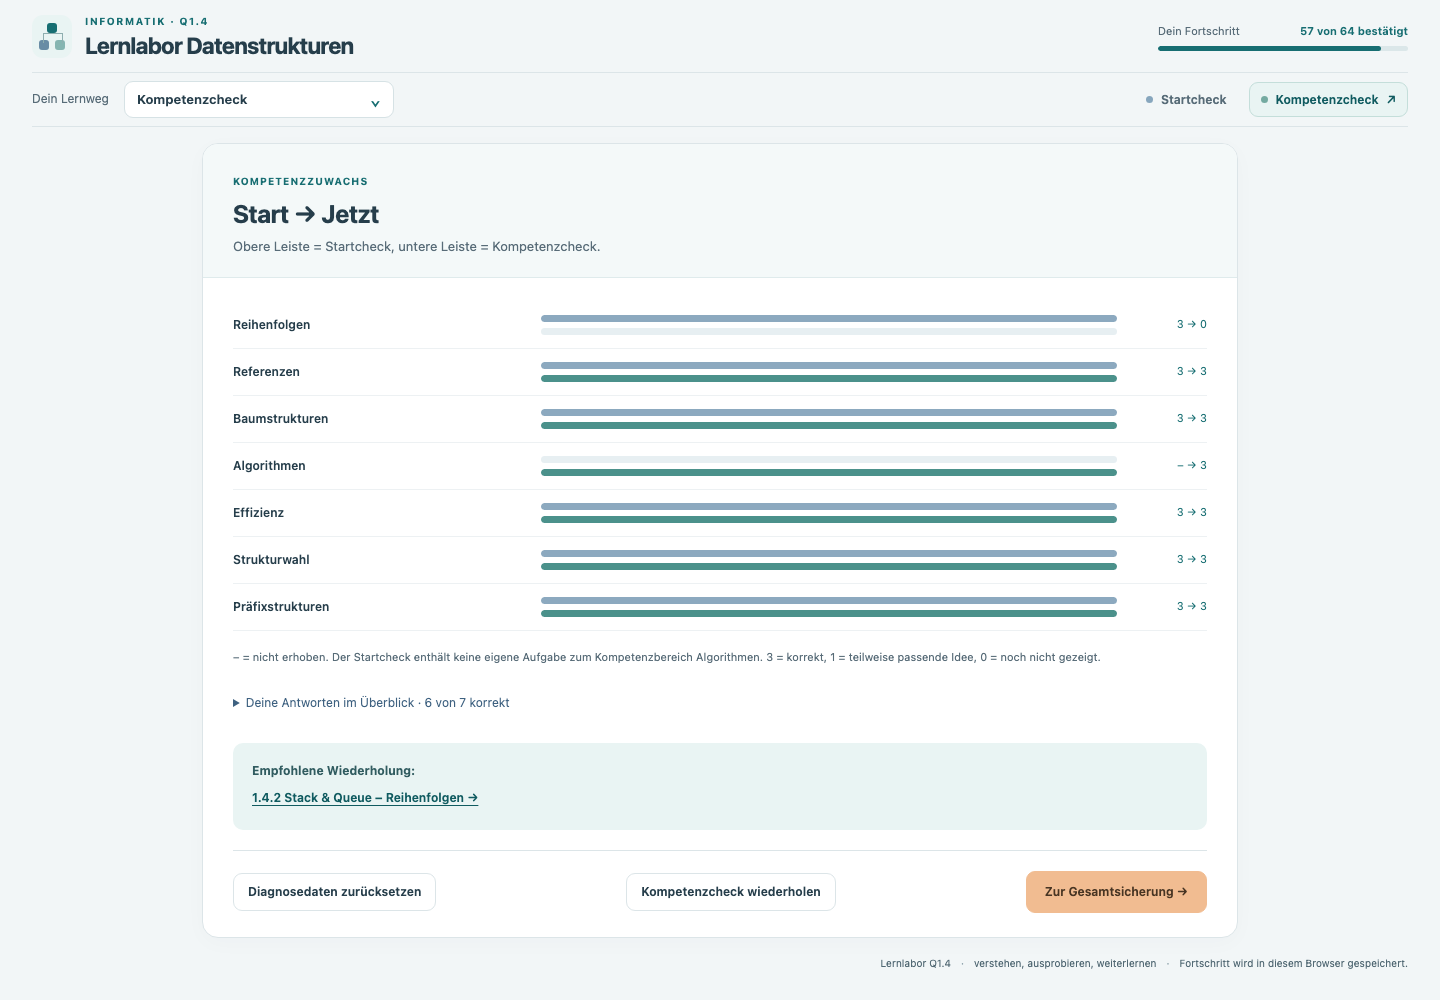 INFORMATIK · Q1.4
Lernlabor Datenstrukturen
Dein Fortschritt
57 von 64 bestätigt
Dein Lernweg
Kompetenzcheck
Startcheck
Kompetenzcheck ↗
KOMPETENZZUWACHS
Start → Jetzt
Obere Leiste = Startcheck, untere Leiste = Kompetenzcheck.
Reihenfolgen 3 → 0
Referenzen 3 → 3
Baumstrukturen 3 → 3
Algorithmen – → 3
Effizienz 3 → 3
Strukturwahl 3 → 3
Präfixstrukturen 3 → 3
– = nicht erhoben. Der Startcheck enthält keine eigene Aufgabe zum Kompetenzbereich Algorithmen. 3 = korrekt, 1 = teilweise passende Idee, 0 = noch nicht gezeigt.
▶ Deine Antworten im Überblick · 6 von 7 korrekt
Empfohlene Wiederholung:
1.4.2 Stack & Queue – Reihenfolgen →
Diagnosedaten zurücksetzen
Kompetenzcheck wiederholen
Zur Gesamtsicherung →
Lernlabor Q1.4 · verstehen, ausprobieren, weiterlernen · Fortschritt wird in diesem Browser gespeichert.